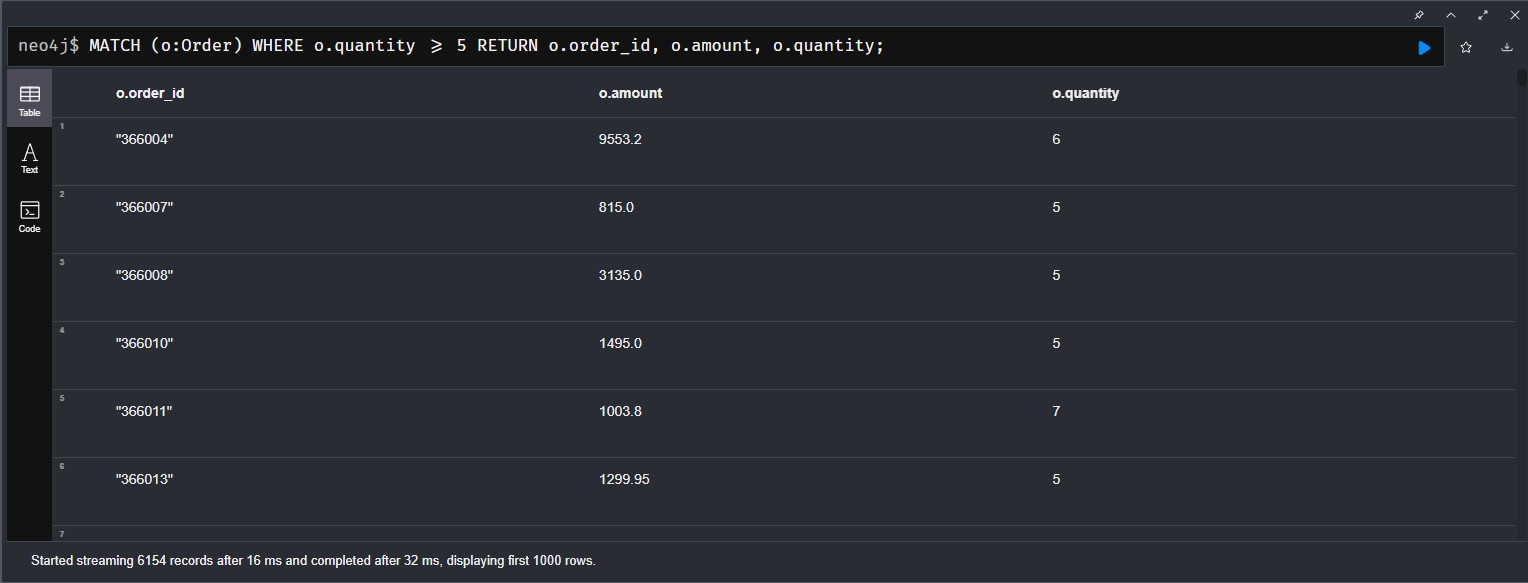 neo4j$ MATCH (o:Order) WHERE o.quantity ⩾ 5 RETURN o.order_id, o.amount, o.quantity;
Table
Text
Code
o.order_id o.amount o.quantity
1 "366004" 9553.2 6
2 "366007" 815.0 5
3 "366008" 3135.0 5
4 "366010" 1495.0 5
5 "366011" 1003.8 7
6 "366013" 1299.95 5
7
Started streaming 6154 records after 16 ms and completed after 32 ms, displaying first 1000 rows.